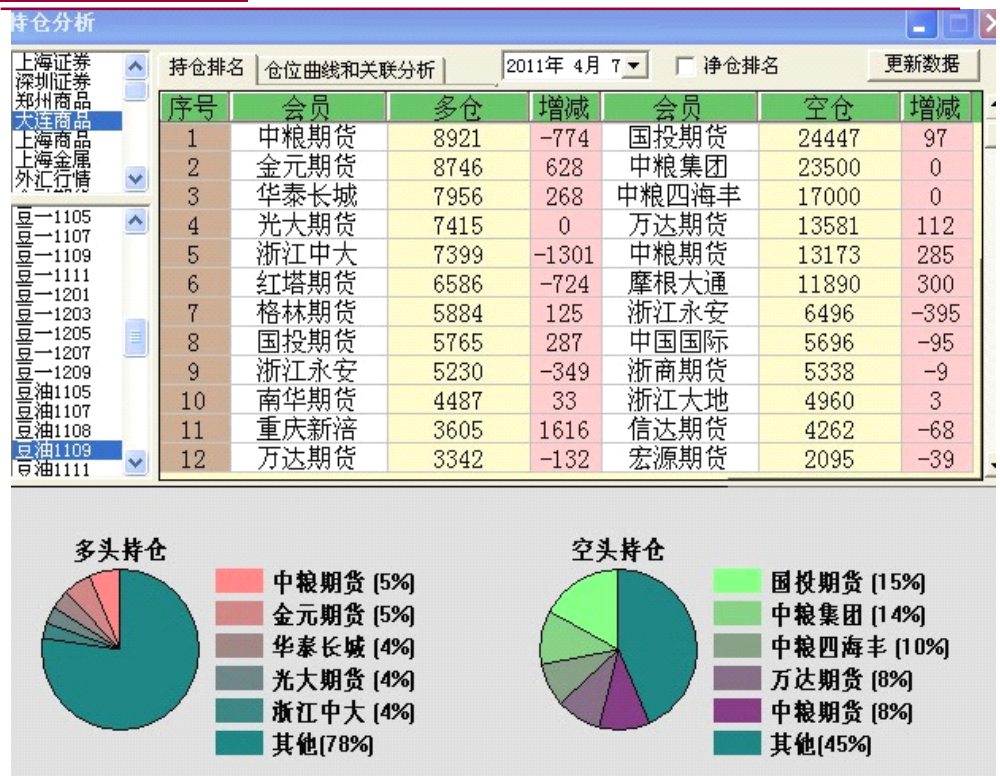 持仓分析
上海证券
深圳证券
郑州商品
大连商品
上海商品
上海金属
外汇行情
豆一1105
豆一1107
豆一1109
豆一1111
豆一1201
豆一1203
豆一1205
豆一1207
豆一1209
豆油1105
豆油1107
豆油1108
豆油1109
豆油1111
持仓排名 仓位曲线和关联分析 2011年 4月 7 净仓排名 更新数据
序号 会员 多仓 增减 会员 空仓 增减
1 中粮期货 8921 -774 国投期货 24447 97
2 金元期货 8746 628 中粮集团 23500 0
3 华泰长城 7956 268 中粮四海丰 17000 0
4 光大期货 7415 0 万达期货 13581 112
5 浙江中大 7399 -1301 中粮期货 13173 285
6 红塔期货 6586 -724 摩根大通 11890 300
7 格林期货 5884 125 浙江永安 6496 -395
8 国投期货 5765 287 中国国际 5696 -95
9 浙江永安 5230 -349 浙商期货 5338 -9
10 南华期货 4487 33 浙江大地 4960 3
11 重庆新涪 3605 1616 信达期货 4262 -68
12 万达期货 3342 -132 宏源期货 2095 -39
多头持仓
中粮期货 (5%)
金元期货 (5%)
华泰长城 (4%)
光大期货 (4%)
浙江中大 (4%)
其他(78%)
空头持仓
国投期货 (15%)
中粮集团 (14%)
中粮四海丰 (10%)
万达期货 (8%)
中粮期货 (8%)
其他(45%)